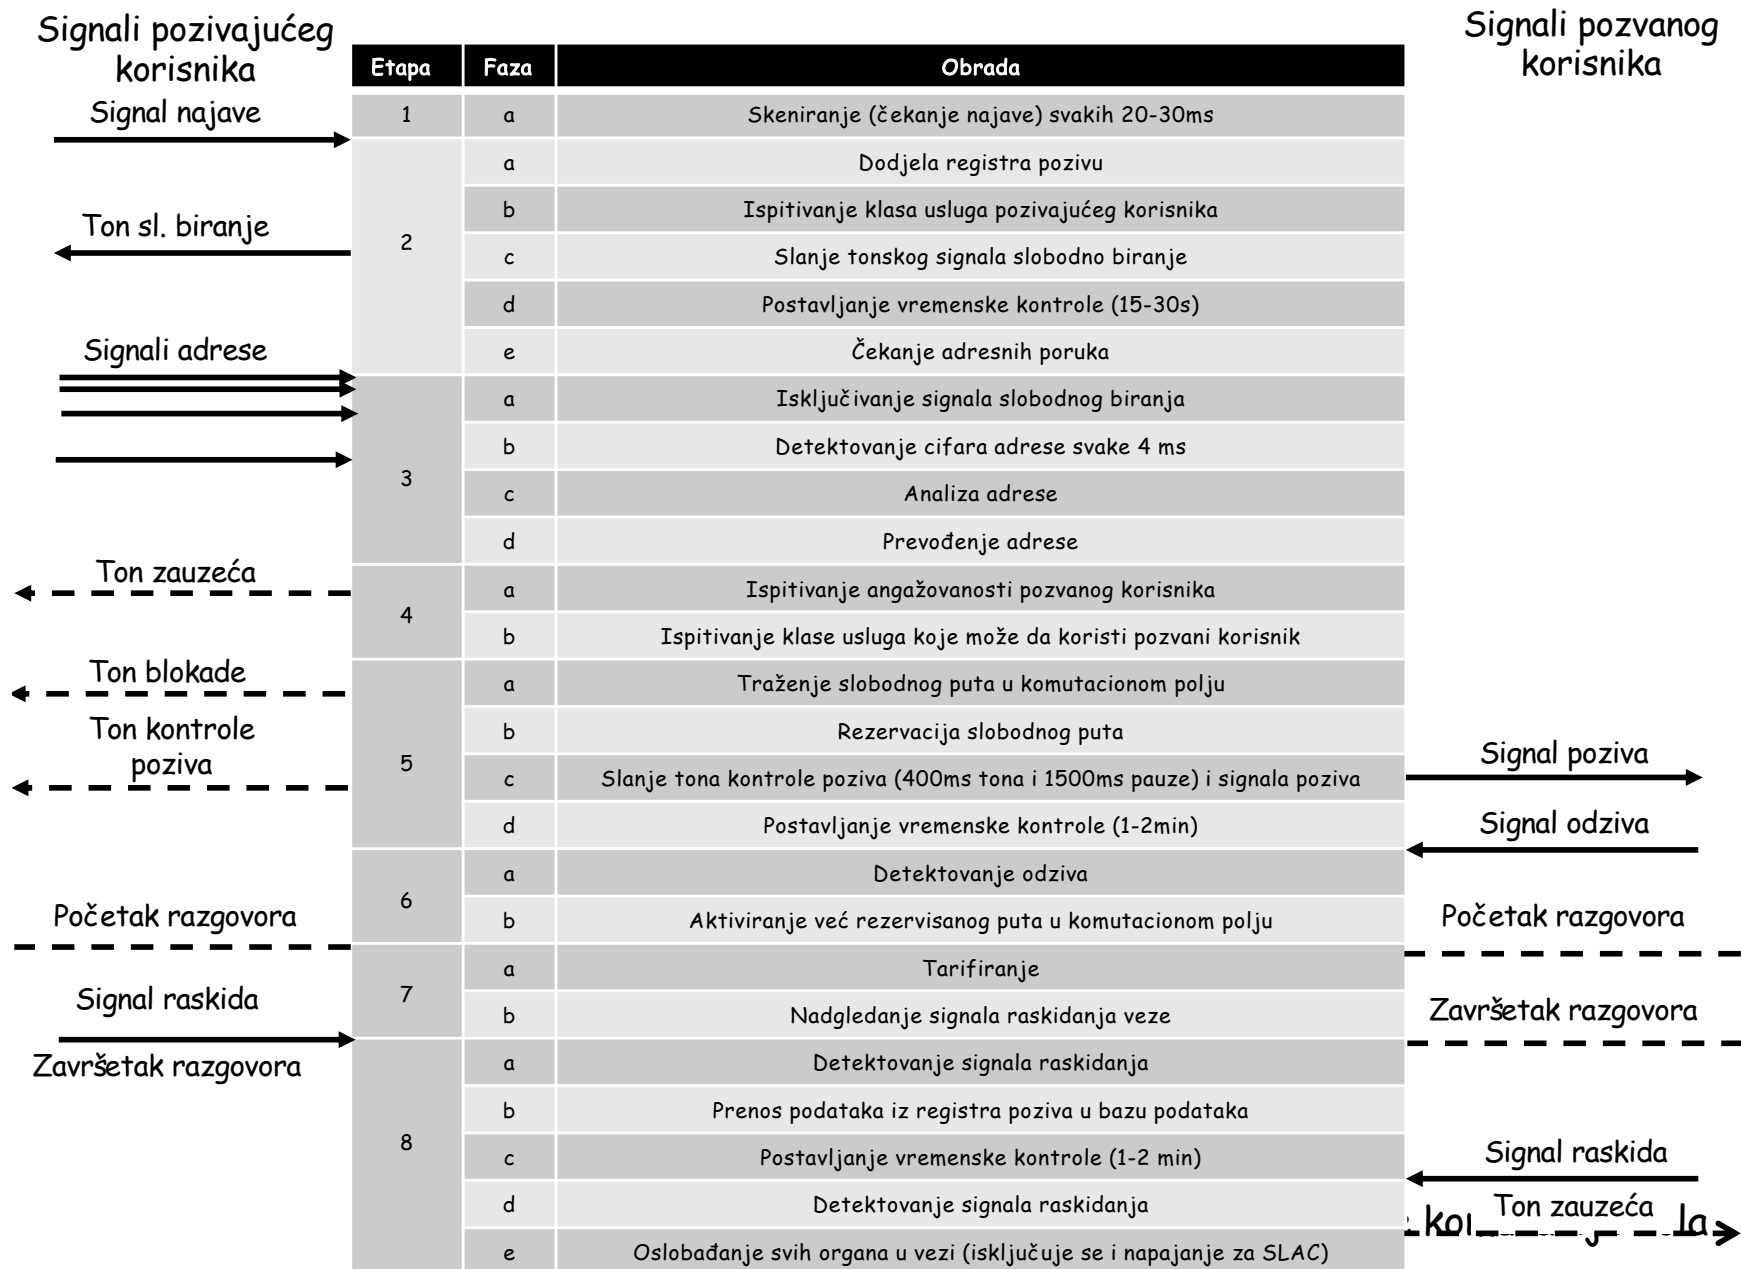 Signali pozivajućeg
korisnika
Signal najave
Ton sl. biranje
Signali adrese
Ton zauzeća
Ton blokade
Ton kontrole
poziva
Početak razgovora
Signal raskida
Završetak razgovora
Etapa Faza Obrada
1 a Skeniranje (čekanje najave) svakih 20-30ms
2
a Dodjela registra pozivu
b Ispitivanje klasa usluga pozivajućeg korisnika
c Slanje tonskog signala slobodno biranje
d Postavljanje vremenske kontrole (15-30s)
e Čekanje adresnih poruka
3
a Isključivanje signala slobodnog biranja
b Detektovanje cifara adrese svake 4 ms
c Analiza adrese
d Prevođenje adrese
4
a Ispitivanje angažovanosti pozvanog korisnika
b Ispitivanje klase usluga koje može da koristi pozvani korisnik
5
a Traženje slobodnog puta u komutacionom polju
b Rezervacija slobodnog puta
c Slanje tona kontrole poziva (400ms tona i 1500ms pauze) i signala poziva
d Postavljanje vremenske kontrole (1-2min)
6
a Detektovanje odziva
b Aktiviranje već rezervisanog puta u komutacionom polju
7
a Tarifiranje
b Nadgledanje signala raskidanja veze
8
a Detektovanje signala raskidanja
b Prenos podataka iz registra poziva u bazu podataka
c Postavljanje vremenske kontrole (1-2 min)
d Detektovanje signala raskidanja
e Oslobađanje svih organa u vezi (isključuje se i napajanje za SLAC)
Signali pozvanog
korisnika
Signal poziva
Signal odziva
Početak razgovora
Završetak razgovora
Signal raskida
Ton zauzeća